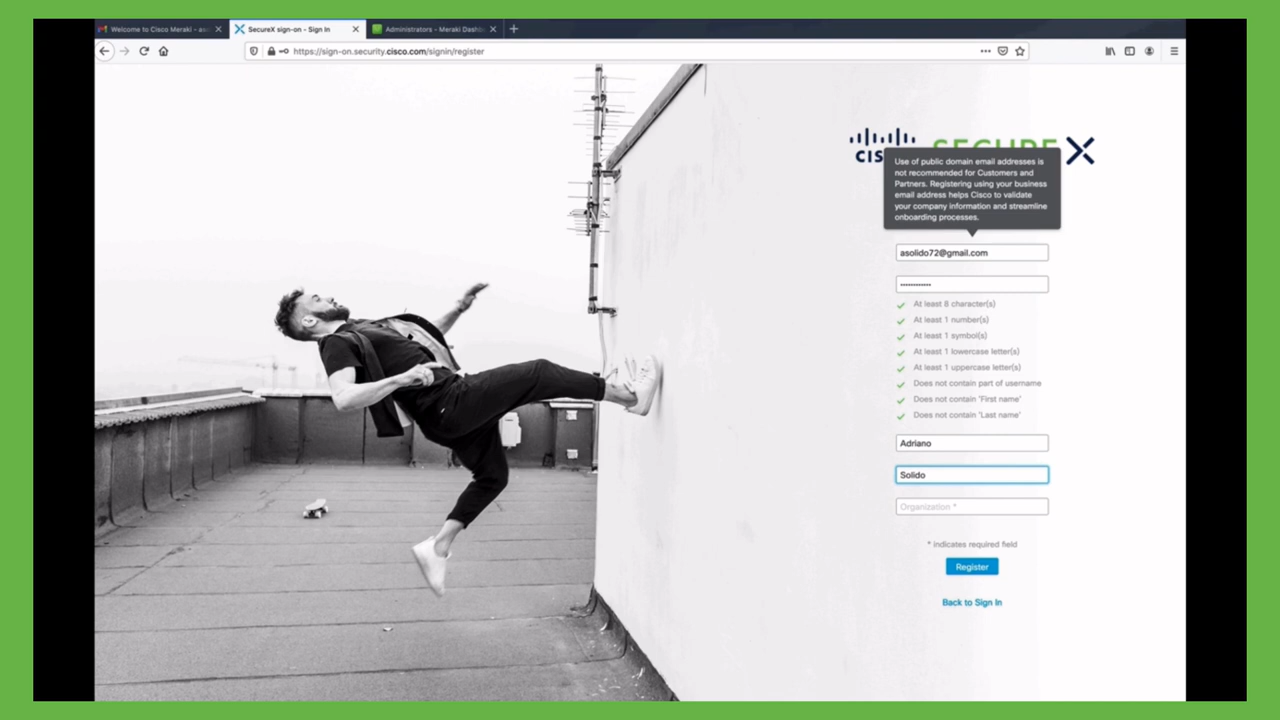 Welcome to Cisco Meraki - aso
SecureX sign-on - Sign In
Administrators - Meraki Dashb
https://sign-on.security.cisco.com/signin/register
CIS
SECURE X
Use of public domain email addresses is
not recommended for Customers and
Partners. Registering using your business
email address helps Cisco to validate
your company information and streamline
onboarding processes.
asolido72@gmail.com
••••••••••••
At least 8 character(s)
At least 1 number(s)
At least 1 symbol(s)
At least 1 lowercase letter(s)
At least 1 uppercase letter(s)
Does not contain part of username
Does not contain 'First name'
Does not contain 'Last name'
Adriano
Solido
Organization *
* indicates required field
Register
Back to Sign In